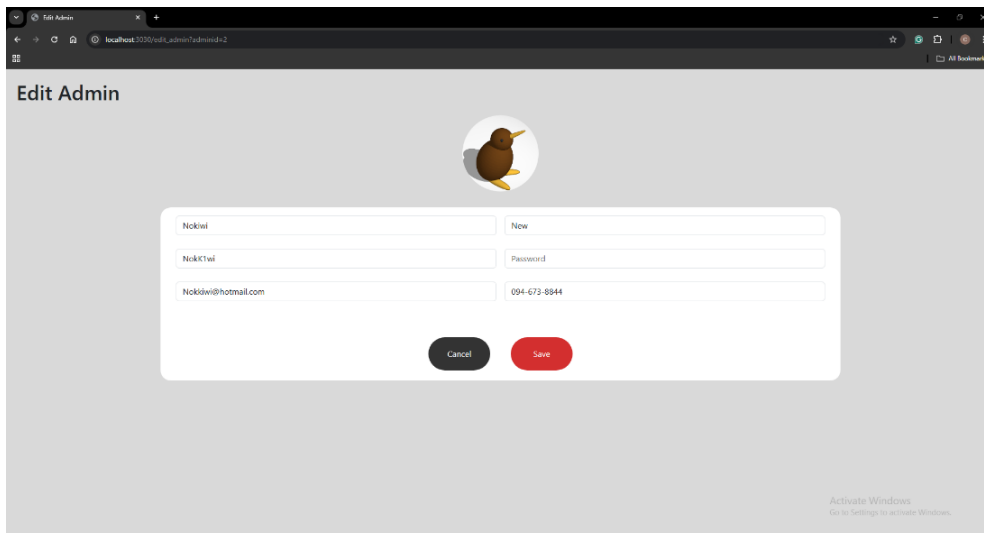 Edit Admin
localhost:3030/edit_admin?adminid=2
All Bookmarks
Edit Admin
Nokiwi
New
NokK1wi
Password
Nokkiwi@hotmail.com
094-673-8844
Cancel
Save
Activate Windows
Go to Settings to activate Windows.